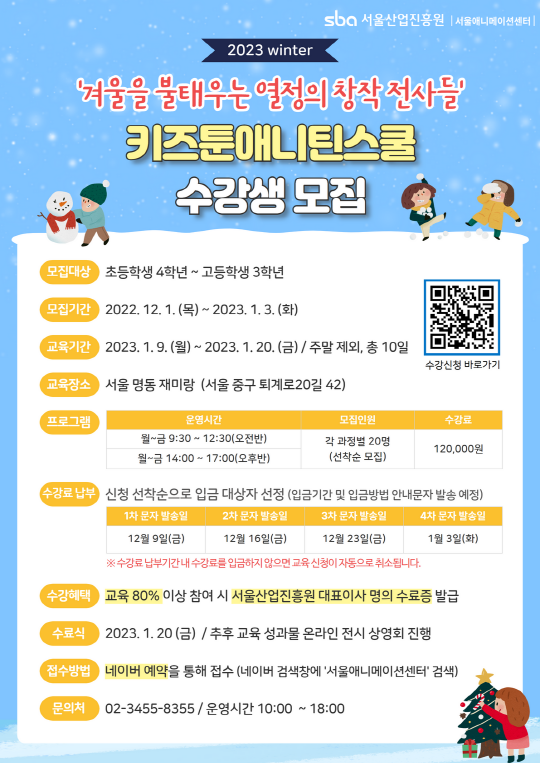 sba 서울산업진흥원 | 서울애니메이션센터 |
2023 winter
'겨울을 불태우는 열정의 창작 전사들'
키즈툰애니틴스쿨
수강생 모집
모집대상 초등학생 4학년 ~ 고등학생 3학년
모집기간 2022. 12. 1. (목) ~ 2023. 1. 3. (화)
교육기간 2023. 1. 9. (월) ~ 2023. 1. 20. (금) / 주말 제외, 총 10일
수강신청 바로가기
교육장소 서울 명동 재미랑 (서울 중구 퇴계로20길 42)
프로그램 운영시간 모집인원 수강료
월~금 9:30 ~ 12:30(오전반)
월~금 14:00 ~ 17:00(오후반)
각 과정별 20명
(선착순 모집)
120,000원
수강료 납부 신청 선착순으로 입금 대상자 선정 (입금기간 및 입금방법 안내문자 발송 예정)
1차 문자 발송일 2차 문자 발송일 3차 문자 발송일 4차 문자 발송일
12월 9일(금) 12월 16일(금) 12월 23일(금) 1월 3일(화)
※ 수강료 납부기간 내 수강료를 입금하지 않으면 교육 신청이 자동으로 취소됩니다.
수강혜택 교육 80% 이상 참여 시 서울산업진흥원 대표이사 명의 수료증 발급
수료식 2023. 1. 20 (금) / 추후 교육 성과물 온라인 전시 상영회 진행
접수방법 네이버 예약을 통해 접수 (네이버 검색창에 '서울애니메이션센터' 검색)
문의처 02-3455-8355 / 운영시간 10:00 ~ 18:00